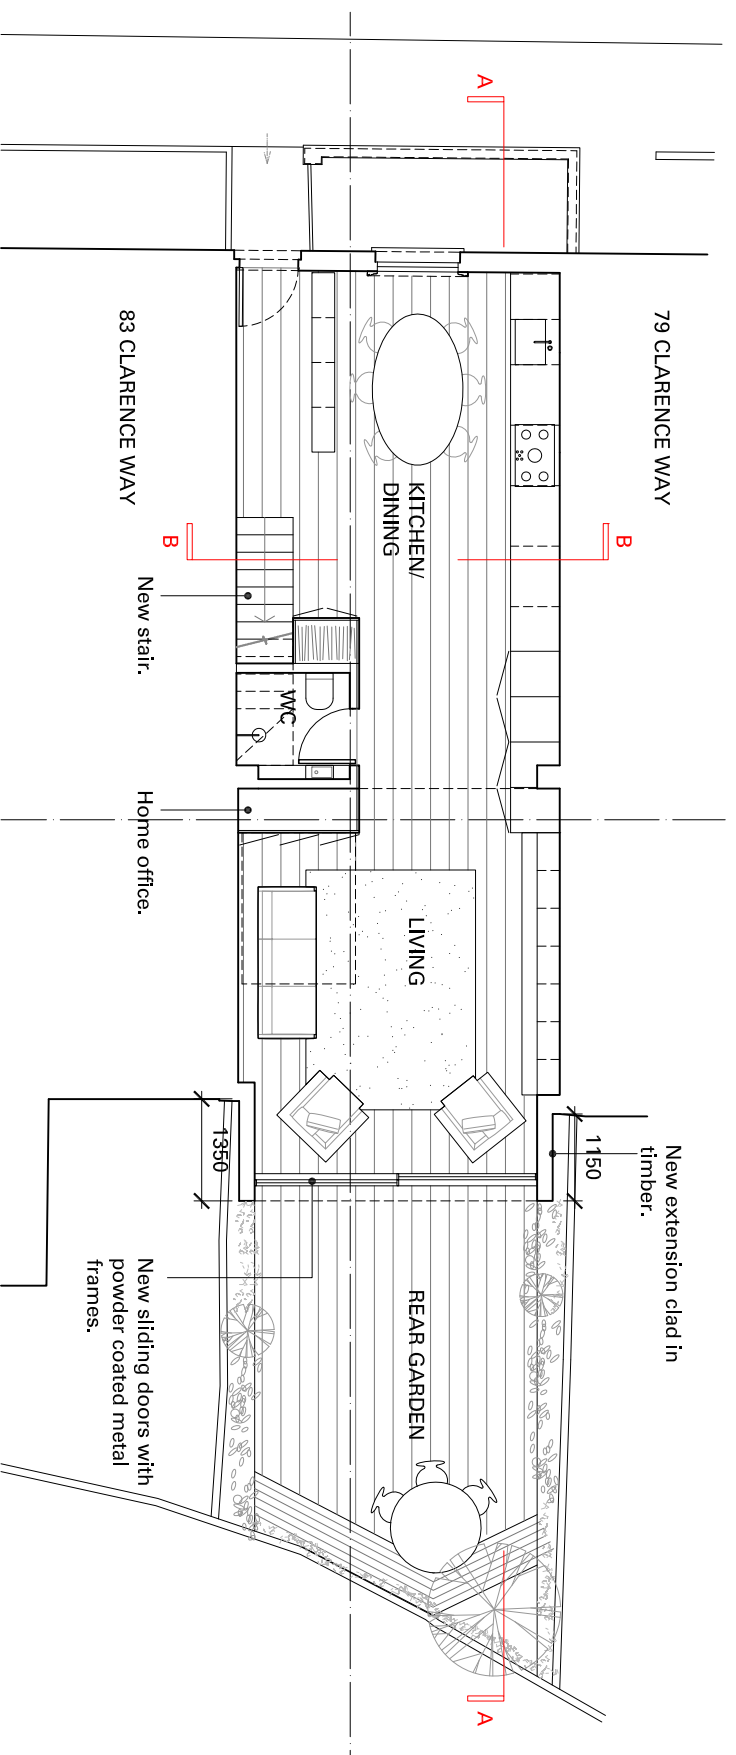 A
79 CLARENCE WAY
83 CLARENCE WAY
KITCHEN/
DINING
B
B
New stair.
WC
Home office.
LIVING
1150
1350
New extension clad in
timber.
New sliding doors with
powder coated metal
frames.
REAR GARDEN
A